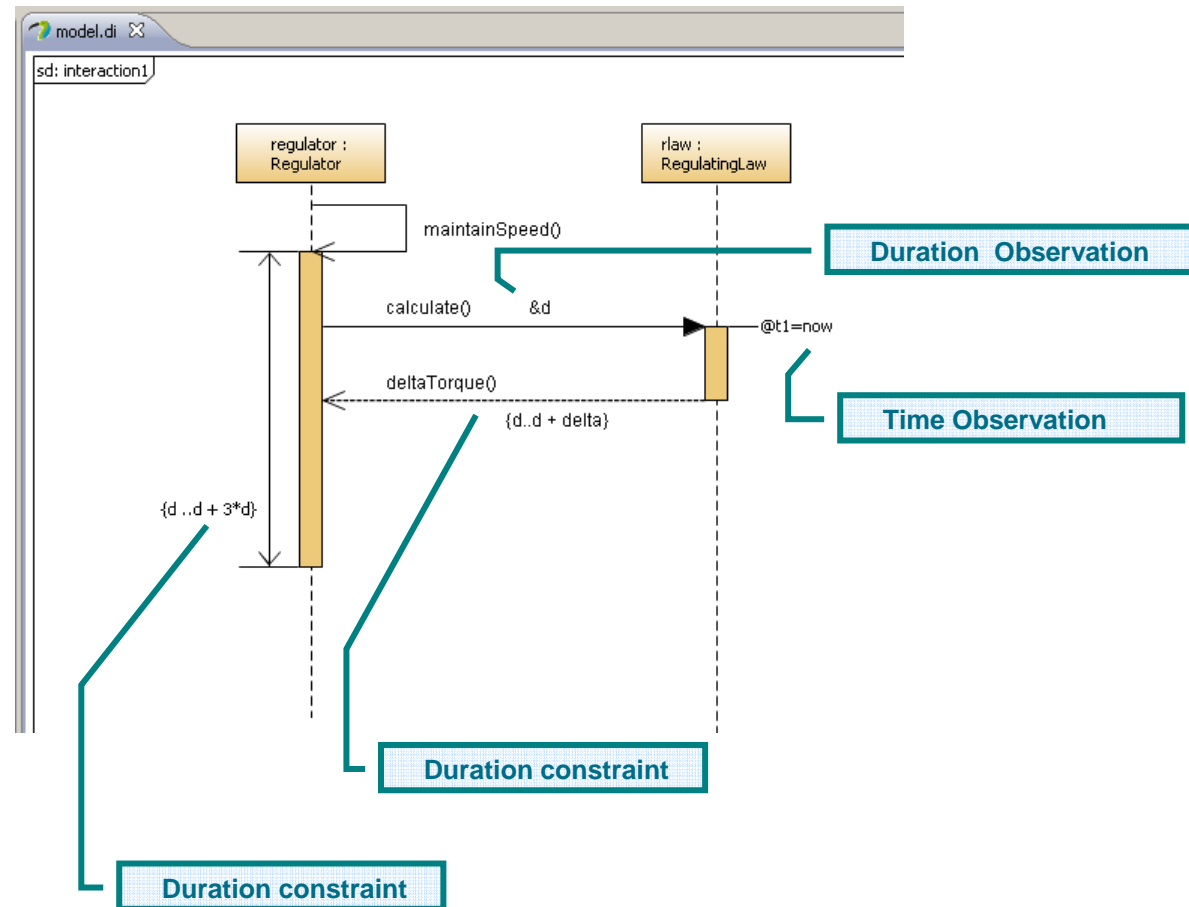 model.di
sd: interaction1
regulator :
Regulator
rlaw :
RegulatingLaw
maintainSpeed()
Duration Observation
calculate() &d
@t1=now
deltaTorque()
Time Observation
{d..d + delta}
{d ..d + 3*d}
Duration constraint
Duration constraint